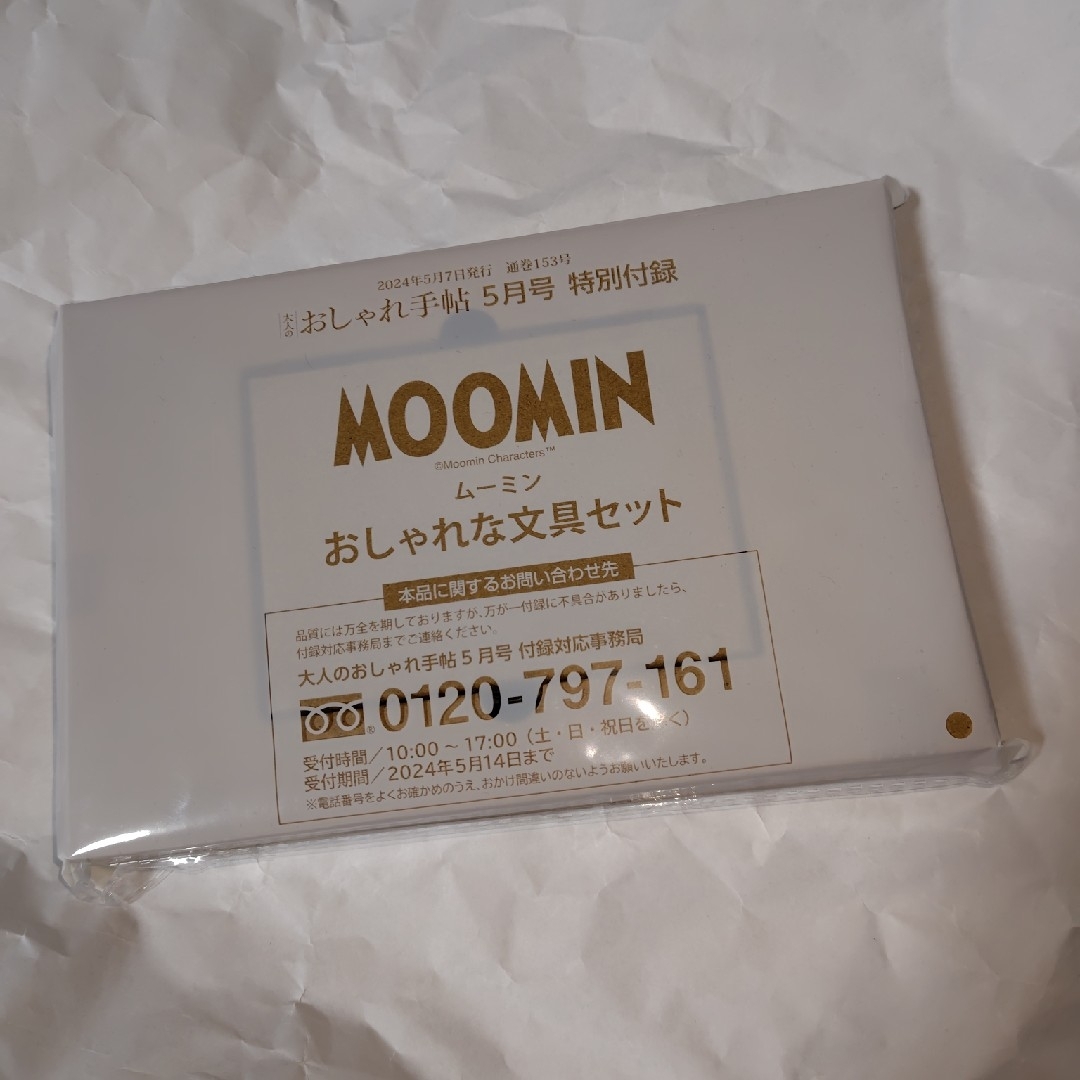 2024年5月7日発行 通巻153号
大人のおしゃれ手帖 5月号 特別付録
MOOMIN
©Moomin Characters™
ムーミン
おしゃれな文具セット
本品に関するお問い合わせ先
品質には万全を期しておりますが、万が一付録に不具合がありましたら、
付録対応事務局までご連絡ください。
大人のおしゃれ手帖5月号 付録対応事務局
® 0120-797-161
受付時間/10:00 ~ 17:00(土・日・祝日を除く)
受付期間/2024年5月14日まで
※電話番号をよくお確かめのうえ、おかけ間違いのないようお願いいたします。